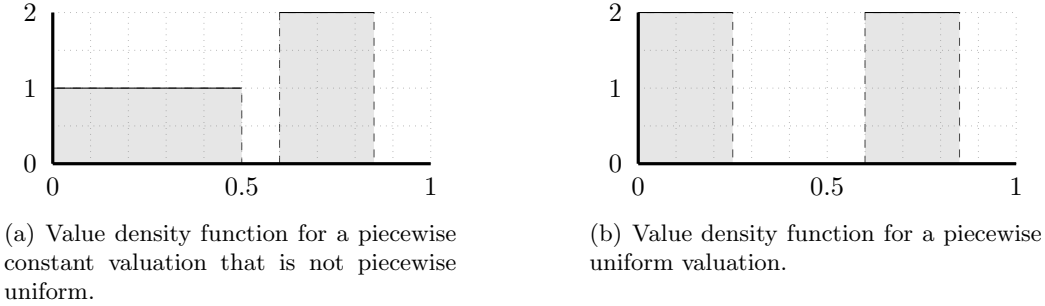 2
1
0
0 0.5 1
(a) Value density function for a piecewise
constant valuation that is not piecewise
uniform.
2
1
0
0 0.5 1
(b) Value density function for a piecewise
uniform valuation.